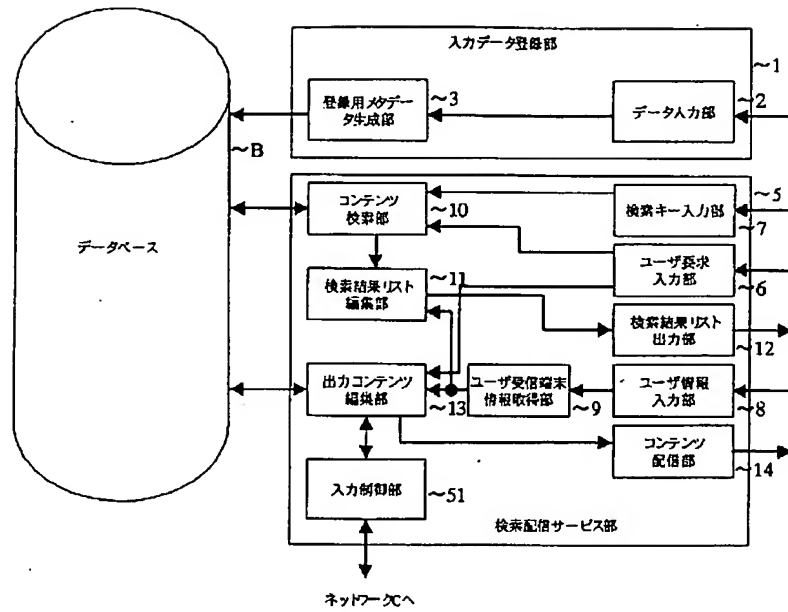 入力データ登録部
~1
登録用メタデー
タ生成部
~3
データ入力部
~2
~B
データベース
コンテンツ
検索部
~10
検索キー入力部
~5
~7
ユーザ要求
入力部
~6
検索結果リスト
編集部
~11
検索結果リスト
出力部
~12
出力コンテンツ
編集部
~13
ユーザ受信端末
情報取得部
~9
ユーザ情報
入力部
~8
コンテンツ
配信部
~14
入力制御部
~51
検索配信サービス部
ネットワークCへ